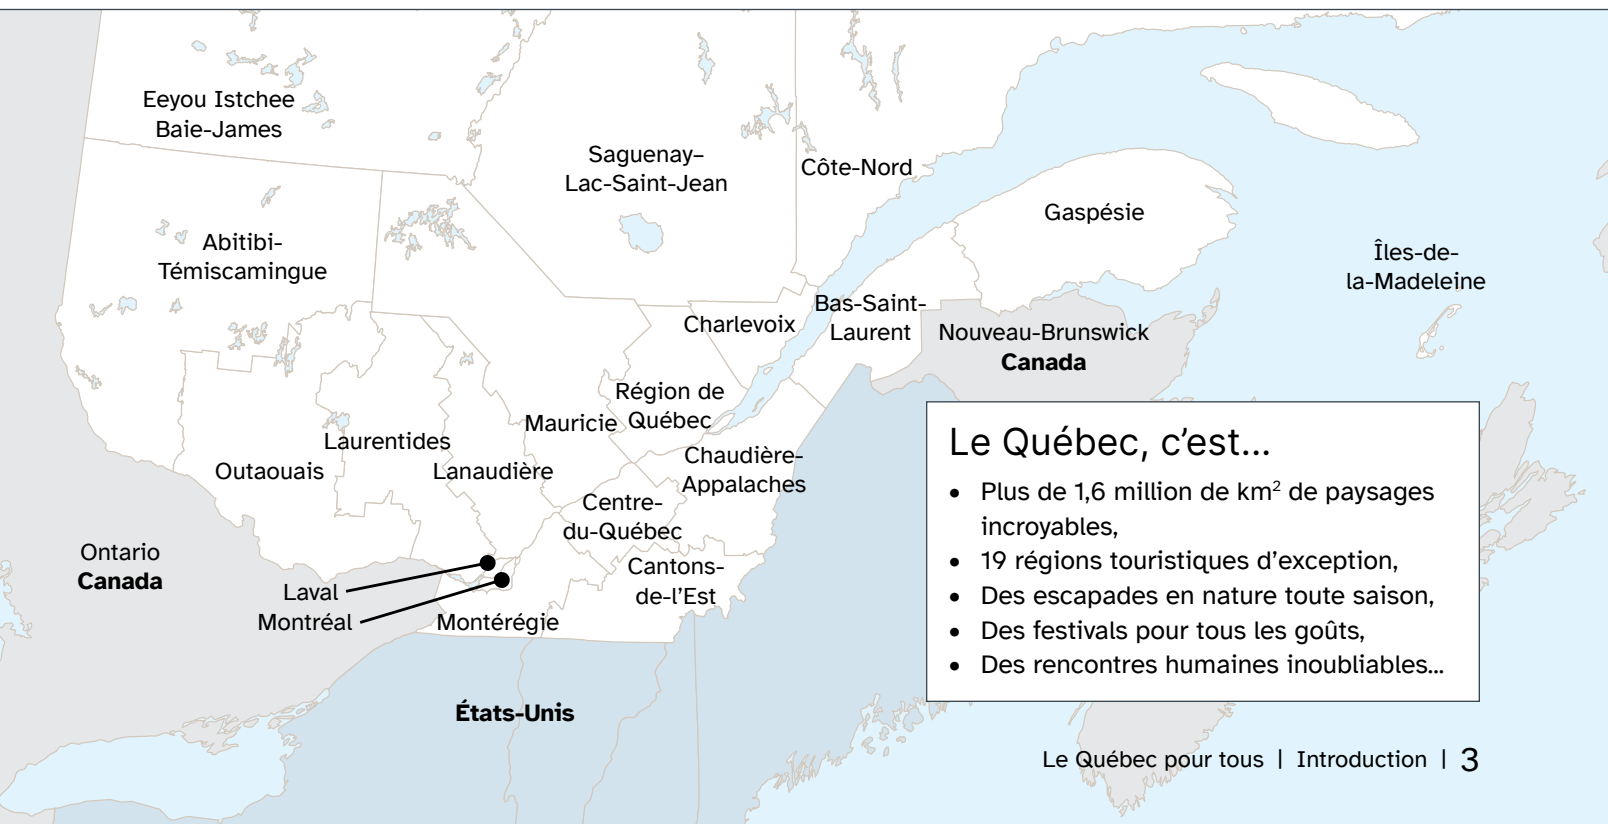 Eeyou Istchee
Baie-James
Saguenay–
Lac-Saint-Jean
Côte-Nord
Gaspésie
Abitibi-
Témiscamingue
Îles-de-
la-Madeleine
Charlevoix
Bas-Saint-
Laurent
Nouveau-Brunswick
Canada
Région de
Québec
Mauricie
Laurentides
Outaouais
Lanaudière
Chaudière-
Appalaches
Centre-
du-Québec
Cantons-
de-l’Est
Ontario
Canada
Laval
Montréal
Montérégie
États-Unis
Le Québec, c’est…
• Plus de 1,6 million de km² de paysages
incroyables,
• 19 régions touristiques d’exception,
• Des escapades en nature toute saison,
• Des festivals pour tous les goûts,
• Des rencontres humaines inoubliables…
Le Québec pour tous | Introduction | 3